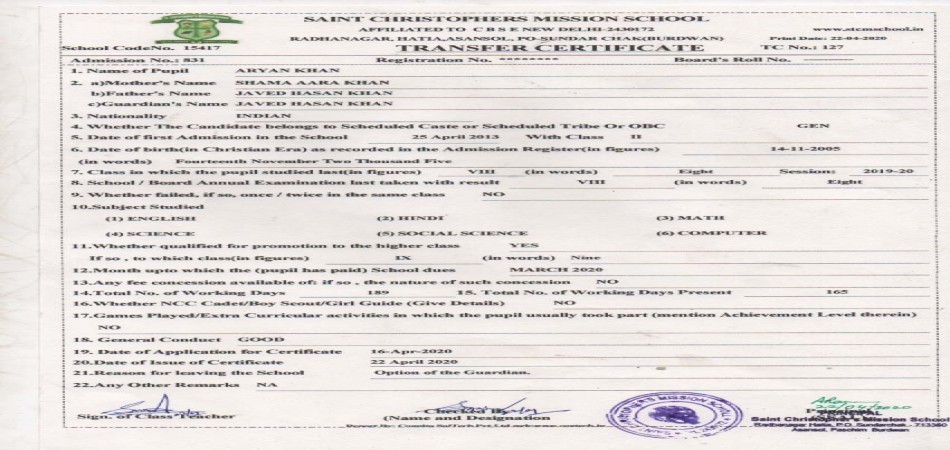 SAINT CHRISTOPHERS MISSION SCHOOL
AFFILIATED TO C B S E NEW DELHI-2430172
www.stcmschool.in
RADHANAGAR, HATIA,ASANSOL, PO-SUNDAR CHAK(BURDWAN)
Print Date: 22-04-2020
School CodeNo. 15417
TRANSFER CERTIFICATE
TC No.: 127
Admission No.: 831 Registration No. -------- Board's Roll No. --------
1. Name of Pupil ARYAN KHAN
2. a)Mother's Name SHAMA AARA KHAN
b)Father's Name JAVED HASAN KHAN
c)Guardian's Name JAVED HASAN KHAN
3. Nationality INDIAN
4. Whether The Candidate belongs to Scheduled Caste or Scheduled Tribe Or OBC GEN
5. Date of first Admission in the School 25 April 2013 With Class II
6. Date of birth(in Christian Era) as recorded in the Admission Register(in figures) 14-11-2005
(in words) Fourteenth November Two Thousand Five
7. Class in which the pupil studied last(in figures) VIII (in words) Eight Session: 2019-20
8. School / Board Annual Examination last taken with result VIII (in words) Eight
9. Whether failed, if so, once / twice in the same class NO
10.Subject Studied
(1) ENGLISH (2) HINDI (3) MATH
(4) SCIENCE (5) SOCIAL SCIENCE (6) COMPUTER
11.Whether qualified for promotion to the higher class YES
If so , to which class(in figures) IX (in words) Nine
12.Month upto which the (pupil has paid) School dues MARCH 2020
13.Any fee concession available of: if so , the nature of such concession NO
14.Total No. of Working Days 189 15. Total No. of Working Days Present 165
16.Whether NCC Cadet/Boy Scout/Girl Guide (Give Details) NO
17.Games Played/Extra Curricular activities in which the pupil usually took part (mention Achievement Level therein)
NO
18. General Conduct GOOD
19. Date of Application for Certificate 16-Apr-2020
20.Date of Issue of Certificate 22 April 2020
21.Reason for leaving the School Option of the Guardian.
22.Any Other Remarks NA
Sign. of Class Teacher
Checked By
(Name and Designation
22/04/2020
PRINCIPAL
Saint Christopher's Mission School
Radhanagar Hatia, P.O. Sundarchak - 713360
Asansol, Paschim Burdwan